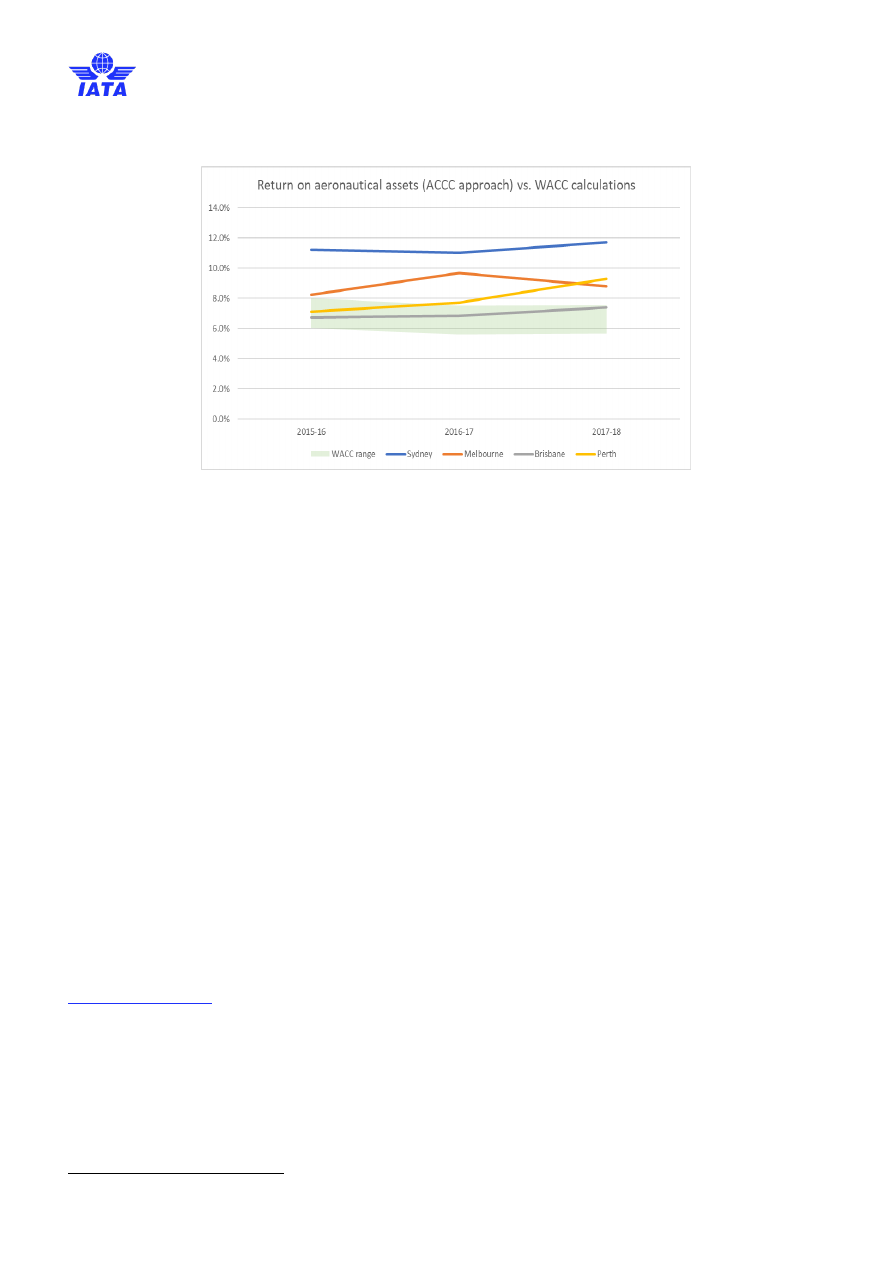 IATA
Return on aeronautical assets (ACCC approach) vs. WACC calculations
14.0%
12.0%
10.0%
8.0%
6.0%
4.0%
2.0%
0.0%
2015-16 2016-17 2017-18
WACC range Sydney Melbourne Brisbane Perth